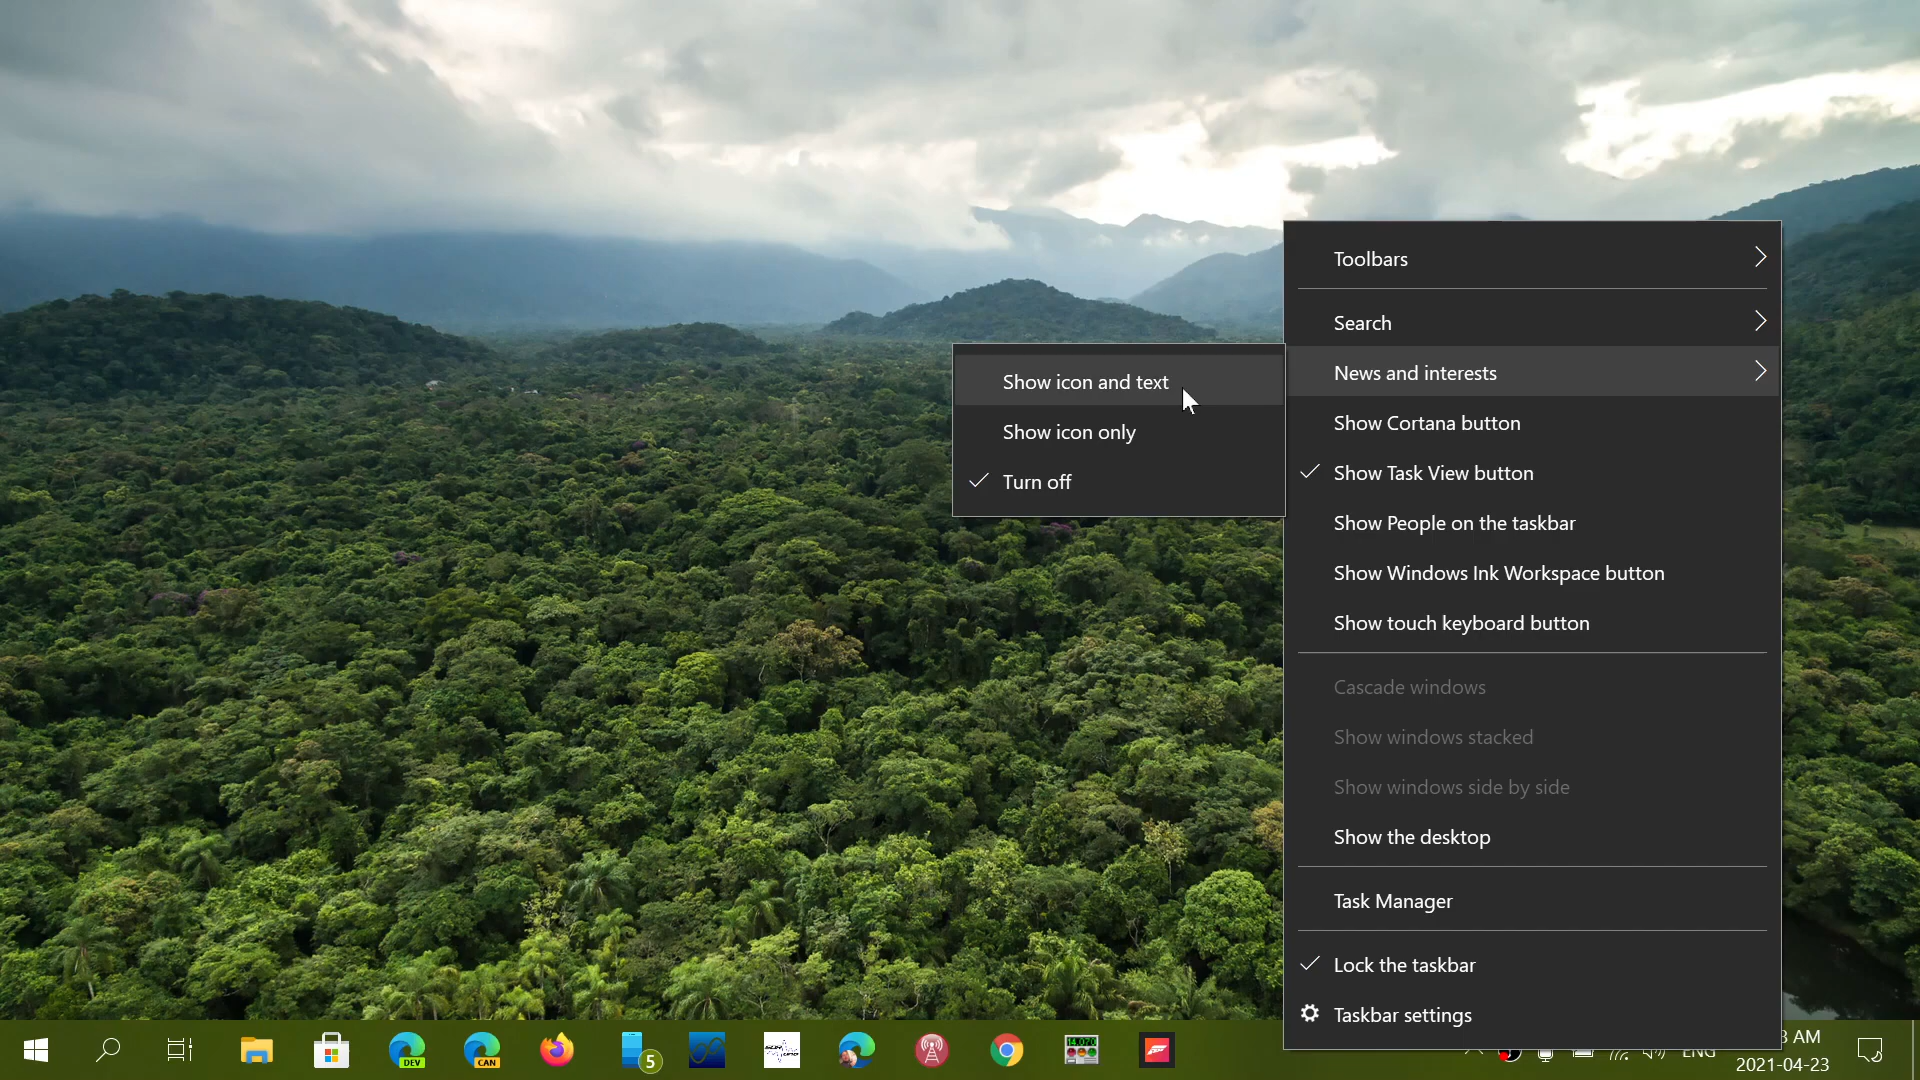 Toolbars
Search
News and interests
Show icon and text
Show icon only
Turn off
Show Cortana button
Show Task View button
Show People on the taskbar
Show Windows Ink Workspace button
Show touch keyboard button
Cascade windows
Show windows stacked
Show windows side by side
Show the desktop
Task Manager
Lock the taskbar
Taskbar settings
DEV
CAN
5
14.070
ENG
3 AM
2021-04-23